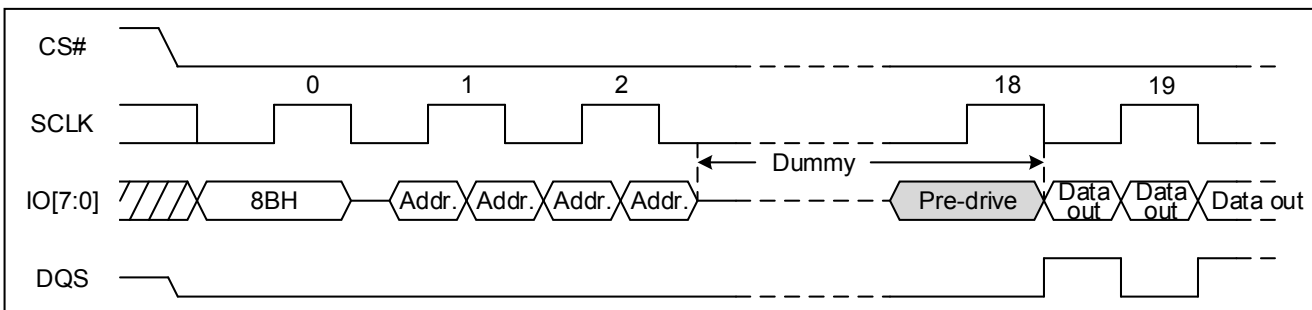 CS#
0 1 2 18 19
SCLK
Dummy
IO[7:0] 8BH Addr. Addr. Addr. Addr. Pre-drive Data out Data out Data out
DQS